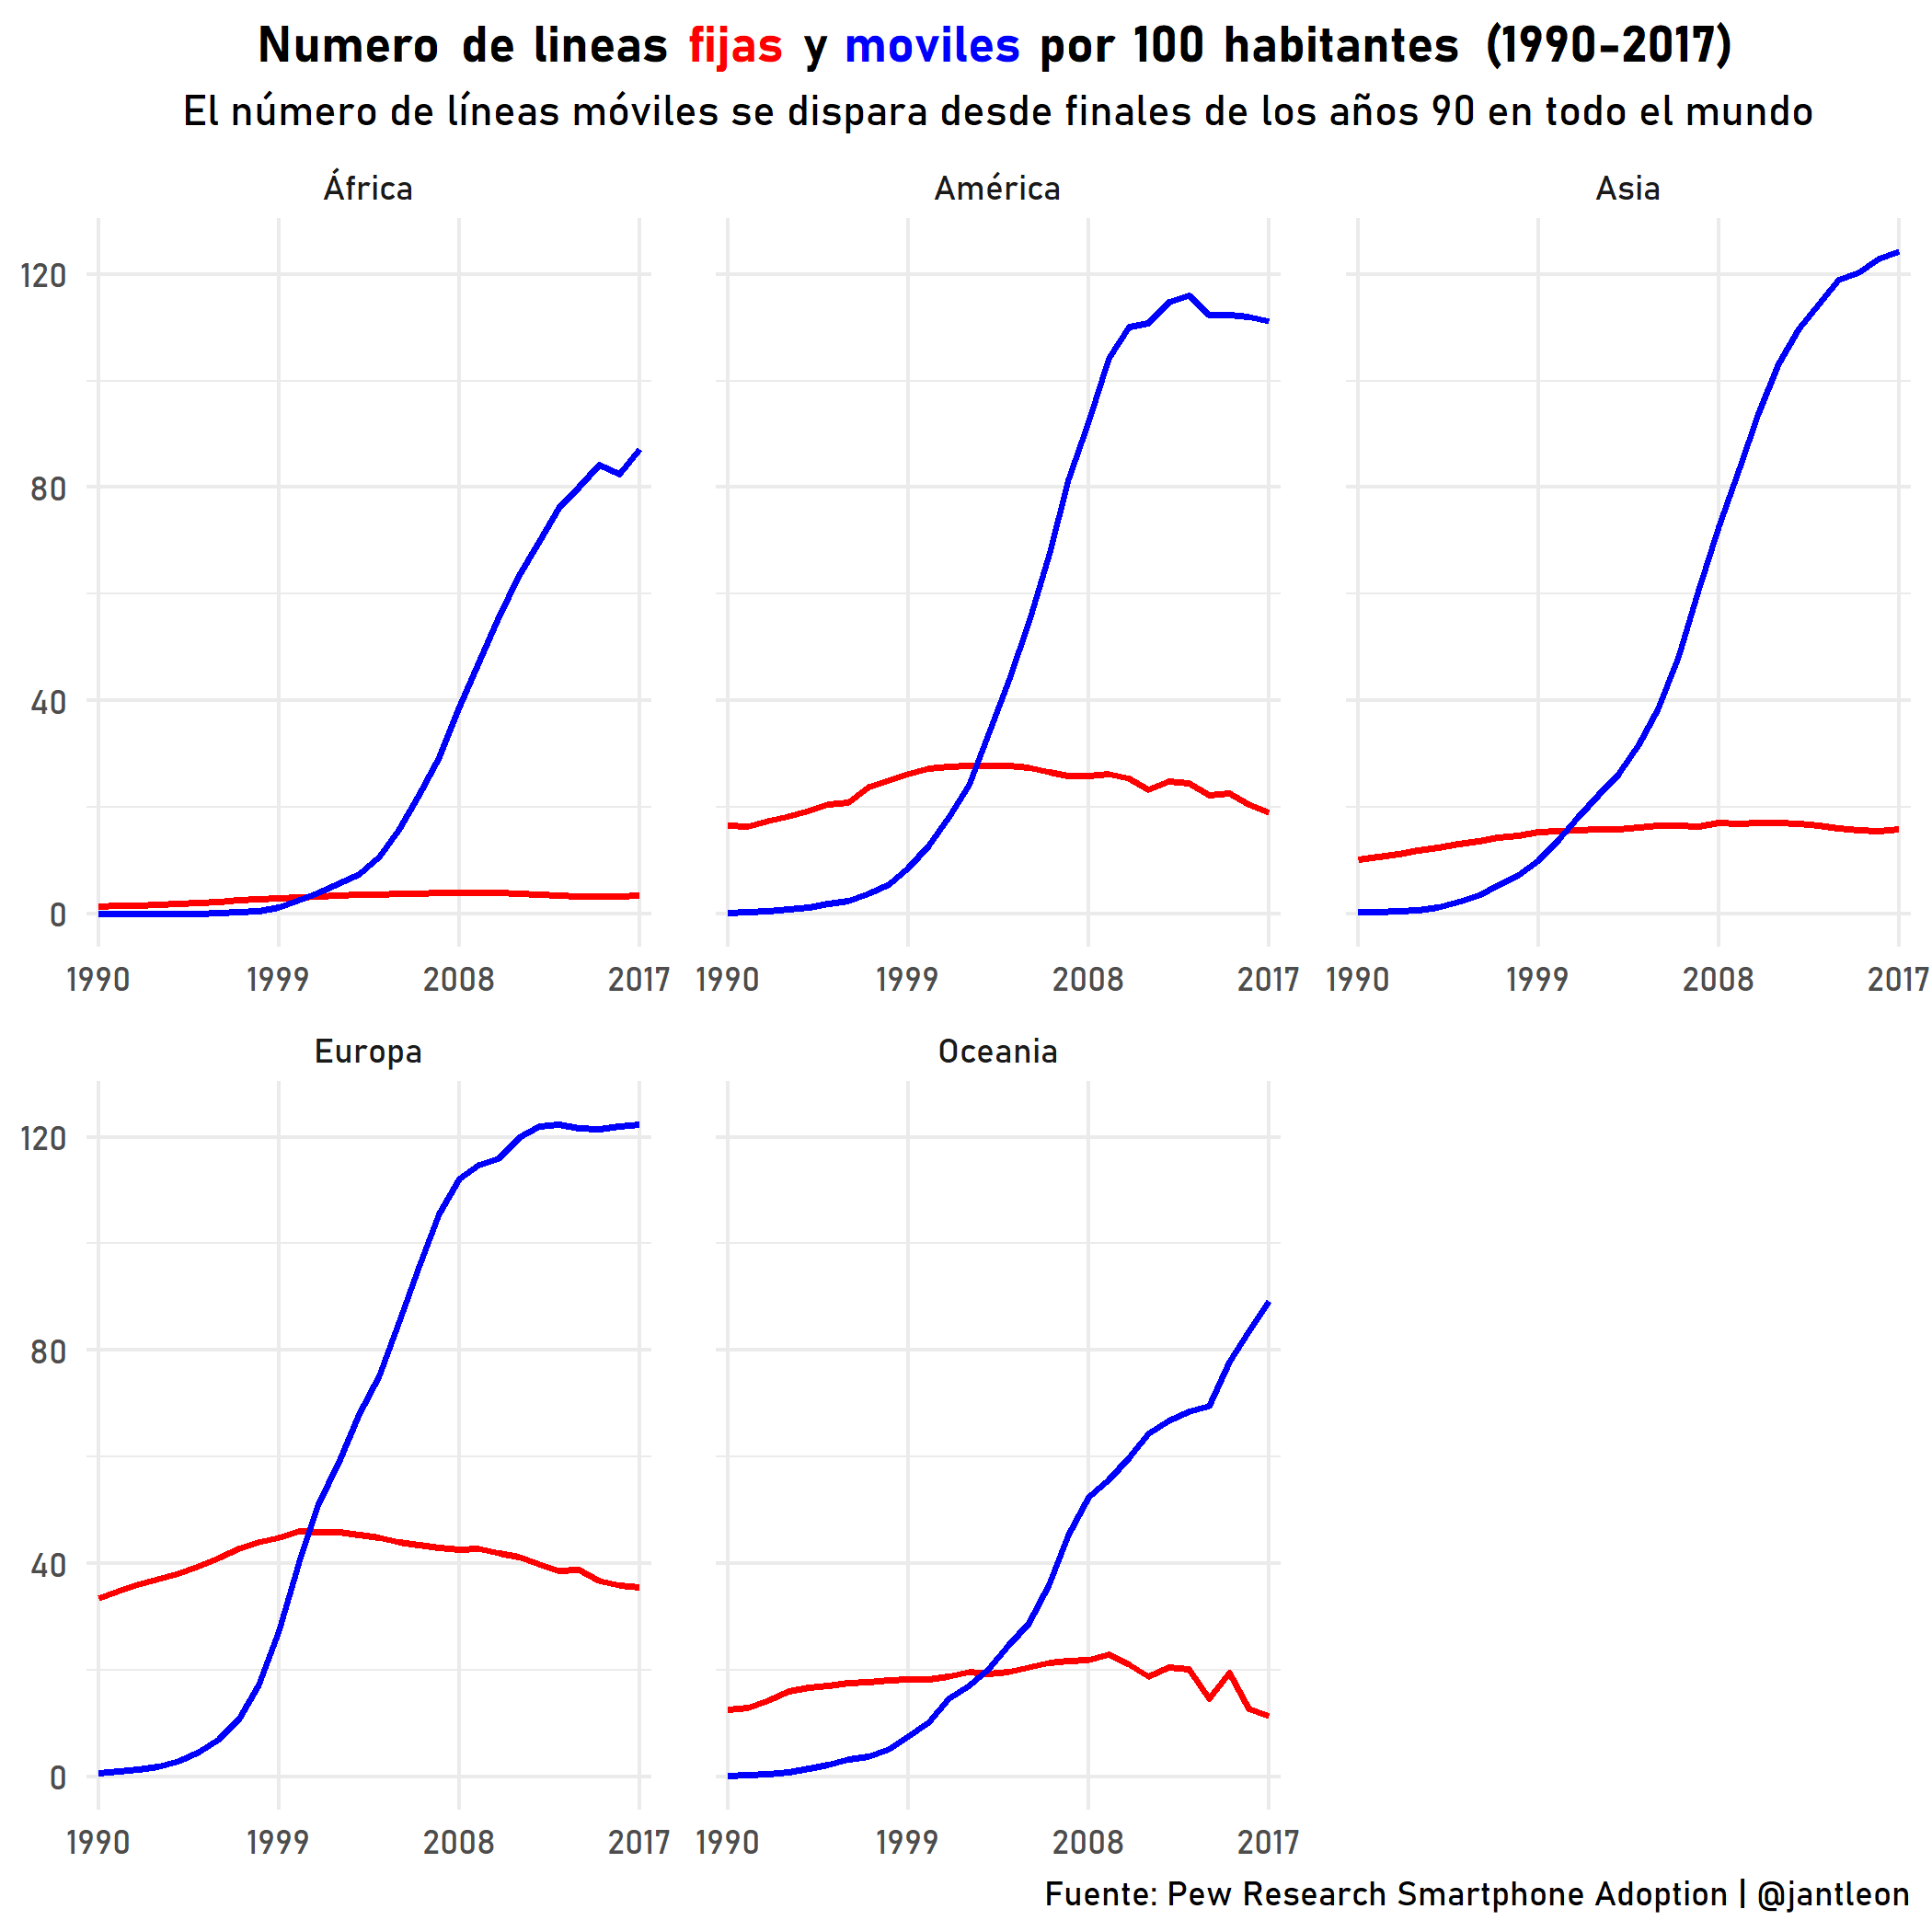 Numero de lineas fijas y moviles por 100 habitantes (1990-2017)
El número de líneas móviles se dispara desde finales de los años 90 en todo el mundo
África América Asia
120
80
40
0
1990 1999 2008 2017 1990 1999 2008 2017 1990 1999 2008 2017
Europa Oceania
120
80
40
0
1990 1999 2008 2017 1990 1999 2008 2017
Fuente: Pew Research Smartphone Adoption | @jantleon